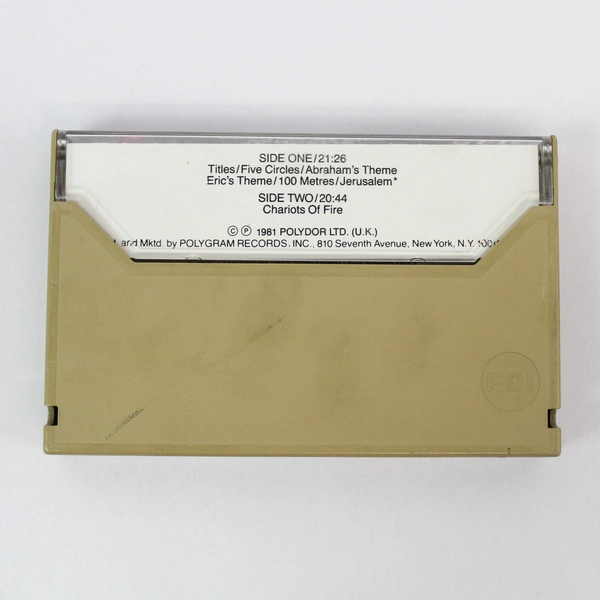 SIDE ONE/21:26
Titles/Five Circles/Abraham's Theme
Eric's Theme/100 Metres/Jerusalem*
SIDE TWO/20:44
Chariots Of Fire
© ℗ 1981 POLYDOR LTD. (U.K.)
and Mktd. by POLYGRAM RECORDS, INC., 810 Seventh Avenue, New York, N.Y.
PDI